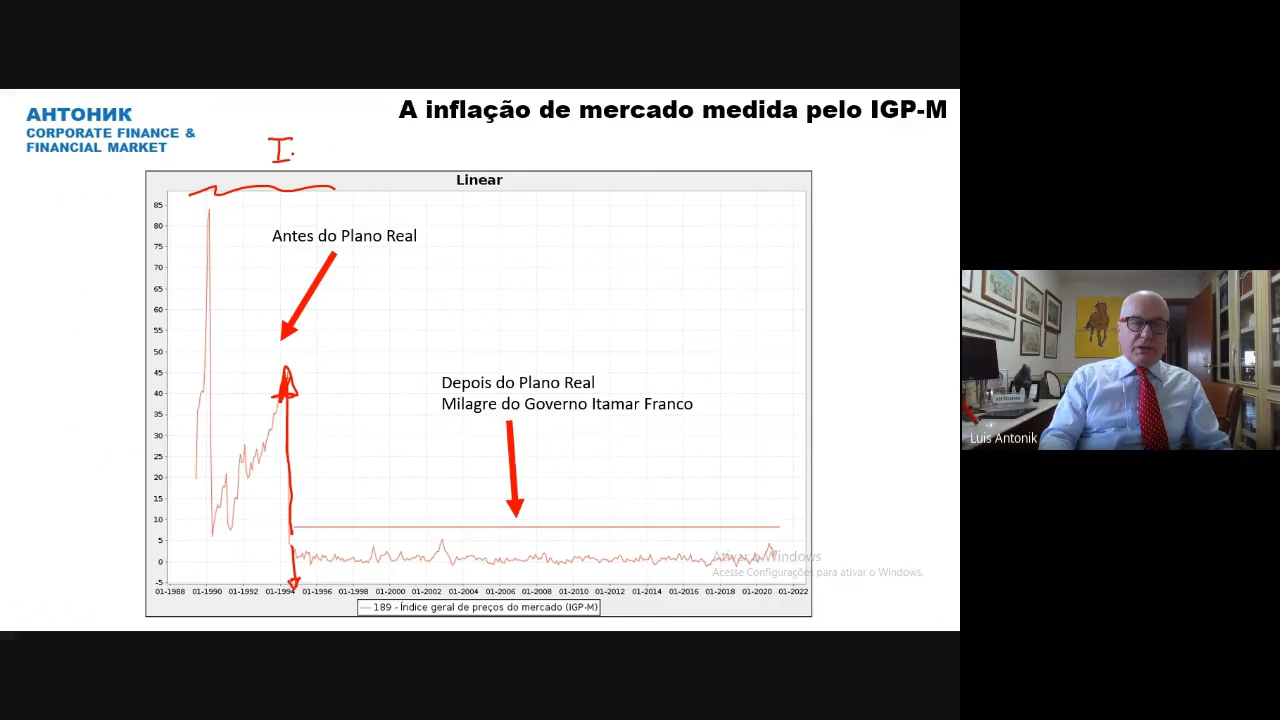 АНТОНИК
CORPORATE FINANCE &
FINANCIAL MARKET
A inflação de mercado medida pelo IGP-M
I.
Linear
85
80
75
70
65
60
55
50
45
40
35
30
25
20
15
10
5
0
-5
Antes do Plano Real
Depois do Plano Real
Milagre do Governo Itamar Franco
01-1988 01-1990 01-1992 01-1994 01-1996 01-1998 01-2000 01-2002 01-2004 01-2006 01-2008 01-2010 01-2012 01-2014 01-2016 01-2018 01-2020 01-2022
189 - Índice geral de preços do mercado (IGP-M)
Ativar o Windows
Acesse Configurações para ativar o Windows.
АНТОНИК
Luis Antonik